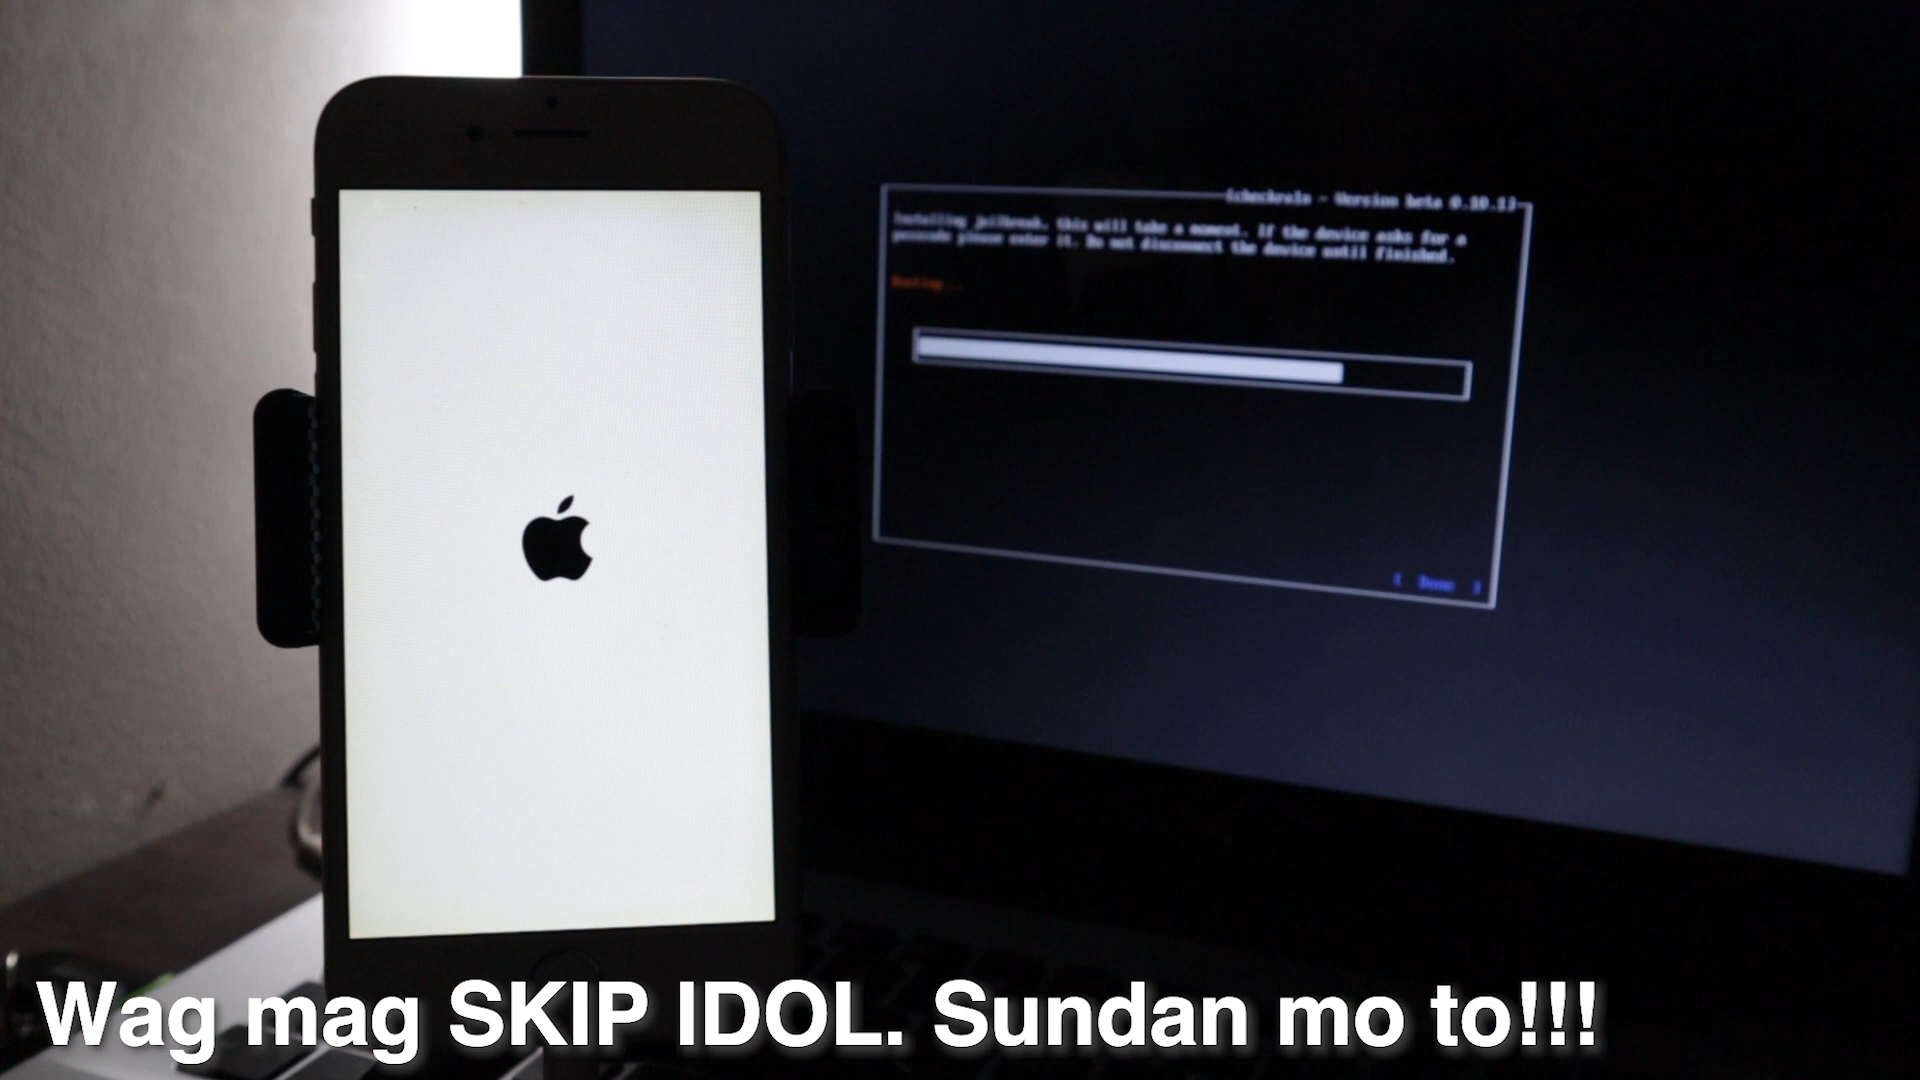 (checkra1n - Version beta 0.10.13
Installing jailbreak, this will take a moment. If the device asks for a
passcode please enter it. Do not disconnect the device until finished.
Booting...
[ Done ]
Wag mag SKIP IDOL. Sundan mo to!!!